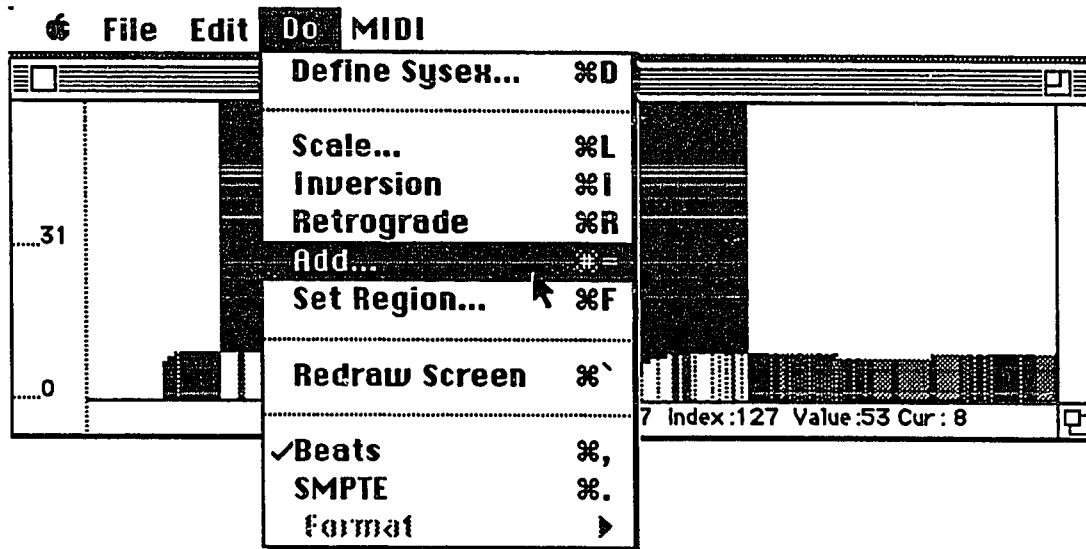 File Edit Do MIDI
Define Sysex... ⌘D
Scale... ⌘L
Inversion ⌘I
Retrograde ⌘R
Add... ⌘=
Set Region... ⌘F
Redraw Screen ⌘`
✓Beats ⌘,
SMPTE ⌘.
Format ▶
.....31
.....0
7 Index:127 Value:53 Cur: 8